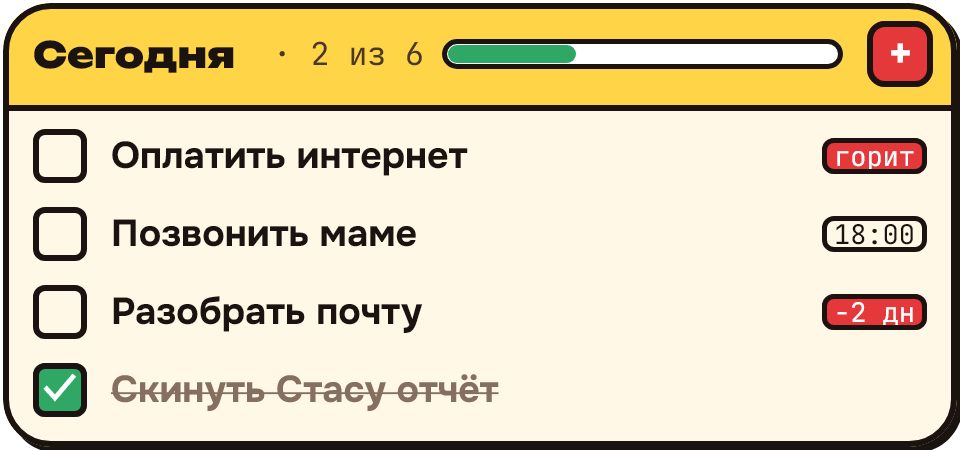 Сегодня · 2 из 6 +
Оплатить интернет горит
Позвонить маме 18:00
Разобрать почту -2 дн
Скинуть Стасу отчёт